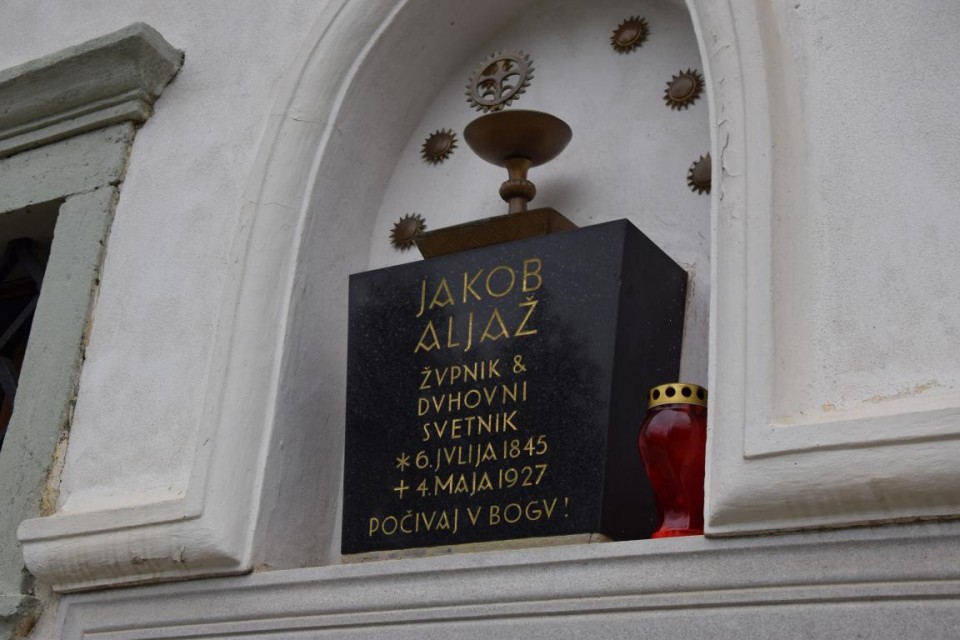 JAKOB
ALJAŽ
ŽVPNIK &
DVHOVNI
SVETNIK
* 6. JVLIJA 1845
+ 4. MAJA 1927
POČIVAJ V BOGV!